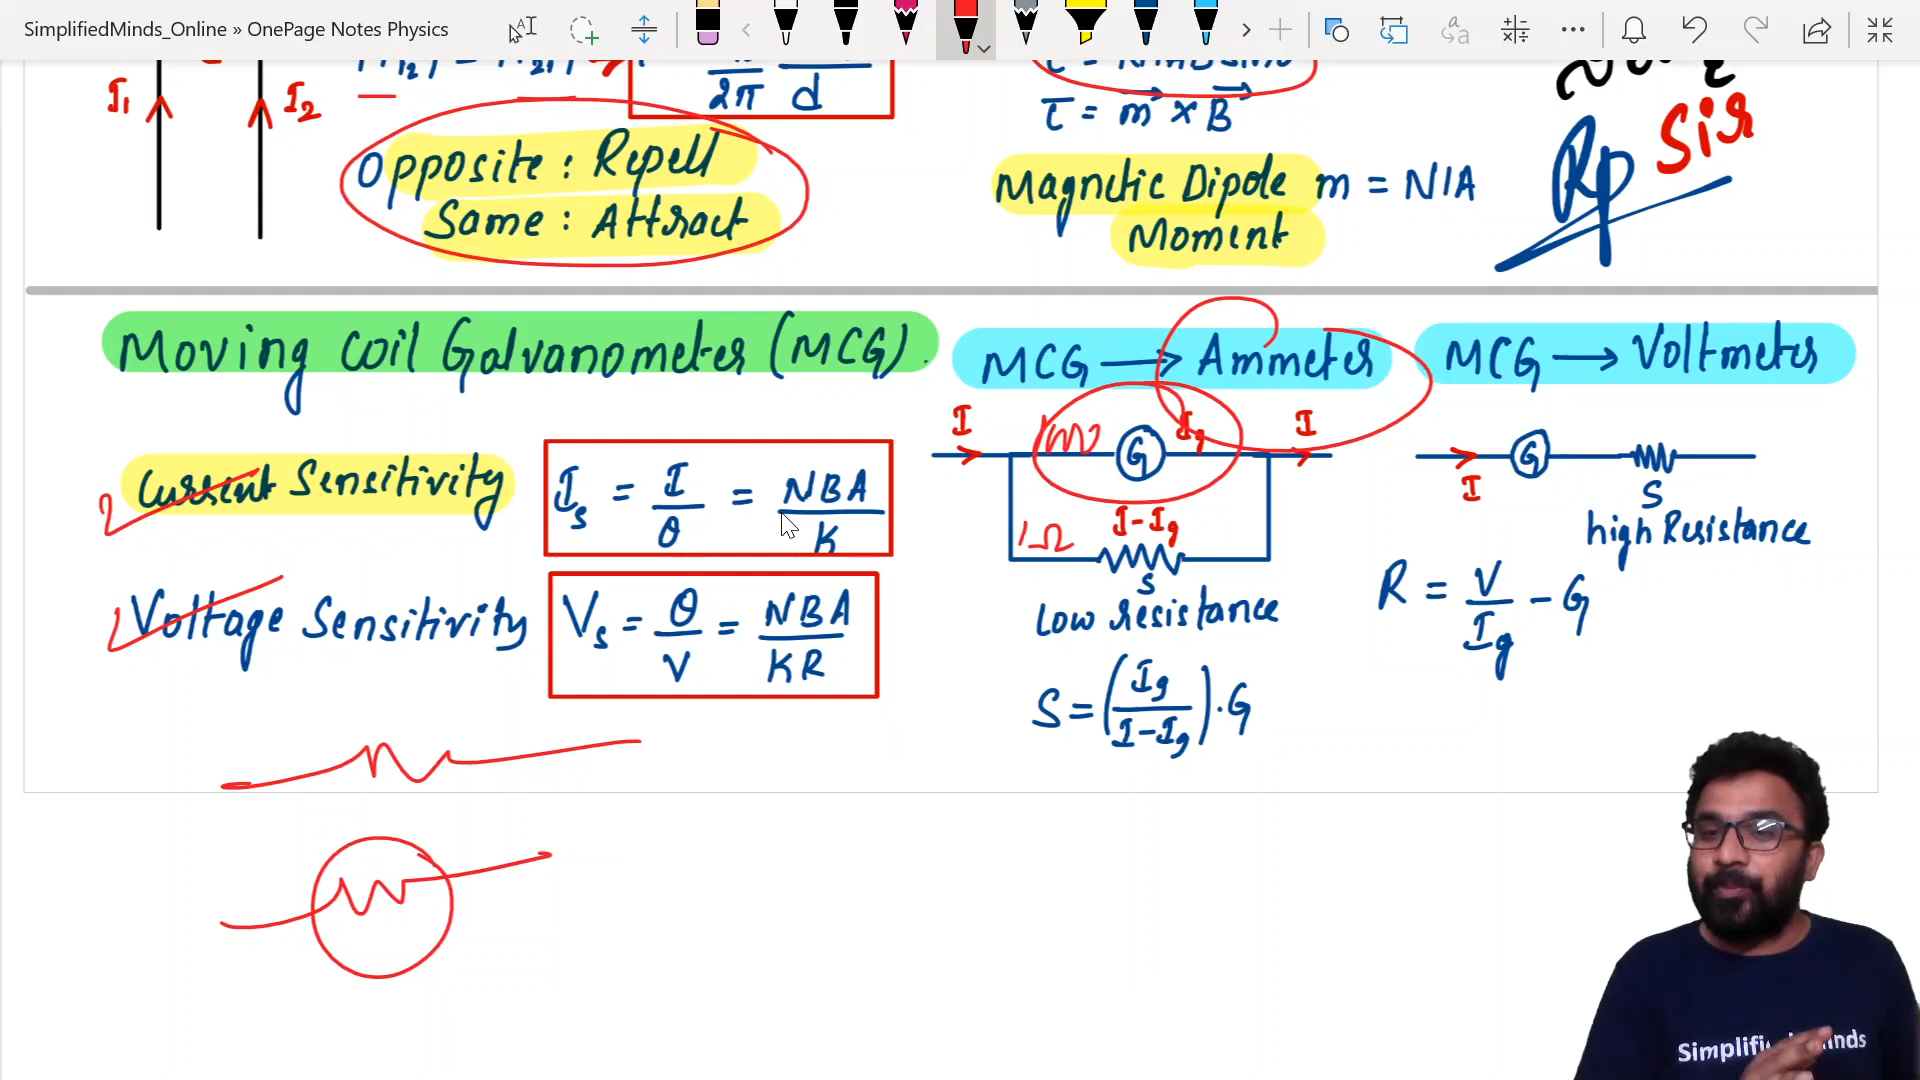 SimplifiedMinds_Online » OnePage Notes Physics
I₁
I₂
2π d
Opposite : Repell
Same : Attract
τ = m × B
Magnetic Dipole m = NIA
Moment
Rp Sir
Moving Coil Galvanometer (MCG).
MCG → Ammeter
MCG → Voltmeter
Current Sensitivity
I_s = I/θ = NBA/K
Voltage Sensitivity
V_s = θ/V = NBA/KR
I
G
I_g
I
1Ω
I-I_g
S
Low resistance
S = (I_g/(I-I_g)).G
I
G
S
high Resistance
R = V/I_g - G